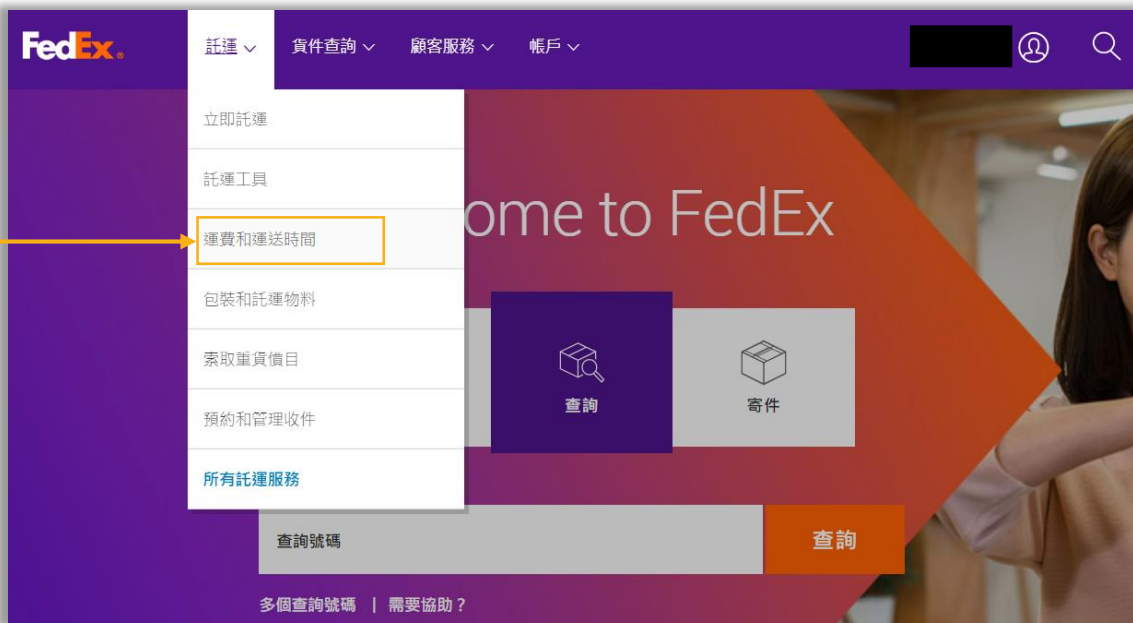 FedEx®
託運
貨件查詢
顧客服務
帳戶
立即託運
託運工具
運費和運送時間
包裝和託運物料
索取重貨價目
預約和管理收件
所有託運服務
ome to FedEx
查詢
寄件
查詢號碼
查詢
多個查詢號碼 | 需要協助？